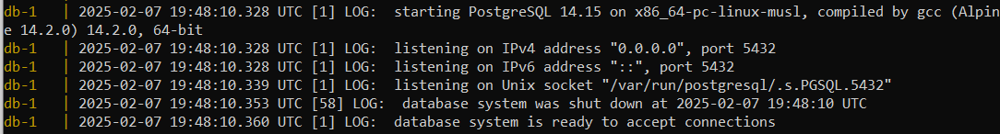 db-1   | 2025-02-07 19:48:10.328 UTC [1] LOG:  starting PostgreSQL 14.15 on x86_64-pc-linux-musl, compiled by gcc (Alpin
e 14.2.0) 14.2.0, 64-bit
db-1   | 2025-02-07 19:48:10.328 UTC [1] LOG:  listening on IPv4 address "0.0.0.0", port 5432
db-1   | 2025-02-07 19:48:10.328 UTC [1] LOG:  listening on IPv6 address "::", port 5432
db-1   | 2025-02-07 19:48:10.339 UTC [1] LOG:  listening on Unix socket "/var/run/postgresql/.s.PGSQL.5432"
db-1   | 2025-02-07 19:48:10.353 UTC [58] LOG:  database system was shut down at 2025-02-07 19:48:10 UTC
db-1   | 2025-02-07 19:48:10.360 UTC [1] LOG:  database system is ready to accept connections